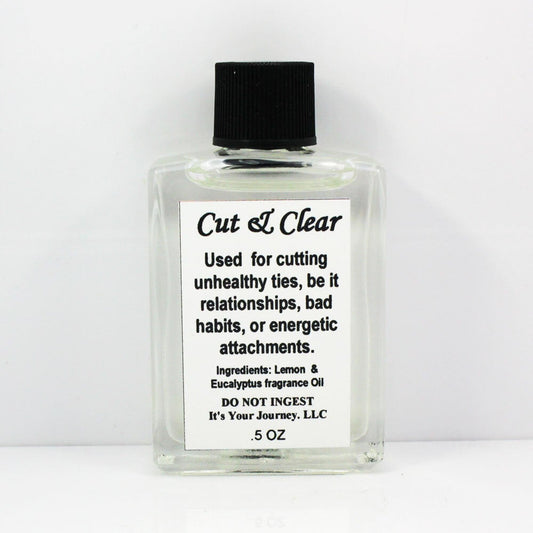 Cut & Clear
Used for cutting
unhealthy ties, be it
relationships, bad
habits, or energetic
attachments.
Ingredients: Lemon &
Eucalyptus fragrance Oil
DO NOT INGEST
It's Your Journey. LLC
.5 OZ